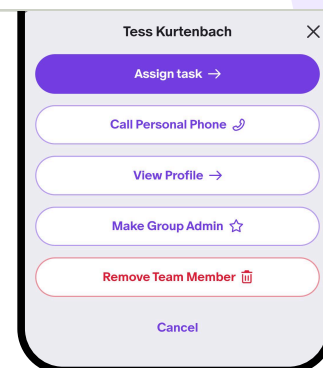 Tess Kurtenbach
Assign task
Call Personal Phone
View Profile
Make Group Admin
Remove Team Member
Cancel